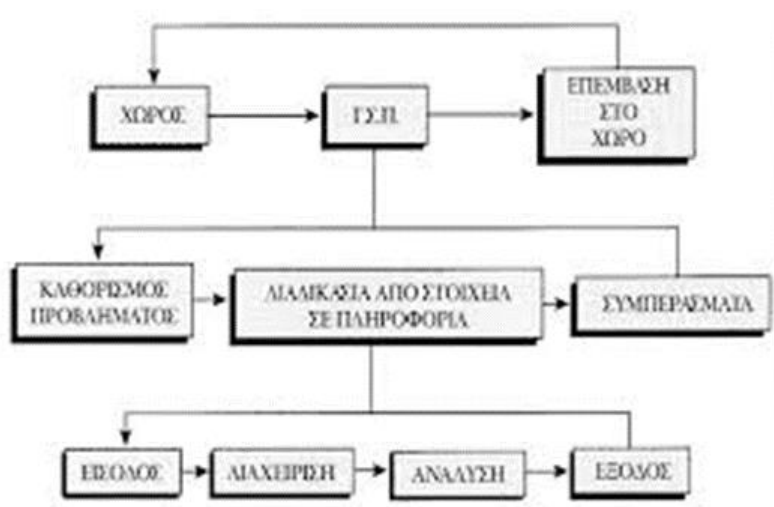 ΧΩΡΟΣ
Γ.Σ.Π.
ΕΠΕΜΒΑΣΗ
ΣΤΟ
ΧΩΡΟ
ΚΑΘΟΡΙΣΜΟΣ
ΠΡΟΒΛΗΜΑΤΟΣ
ΔΙΑΔΙΚΑΣΙΑ ΑΠΟ ΣΤΟΙΧΕΙΑ
ΣΕ ΠΛΗΡΟΦΟΡΙΑ
ΣΥΜΠΕΡΑΣΜΑΤΑ
ΕΙΣΟΔΟΣ
ΔΙΑΧΕΙΡΙΣΗ
ΑΝΑΛΥΣΗ
ΕΞΟΔΟΣ